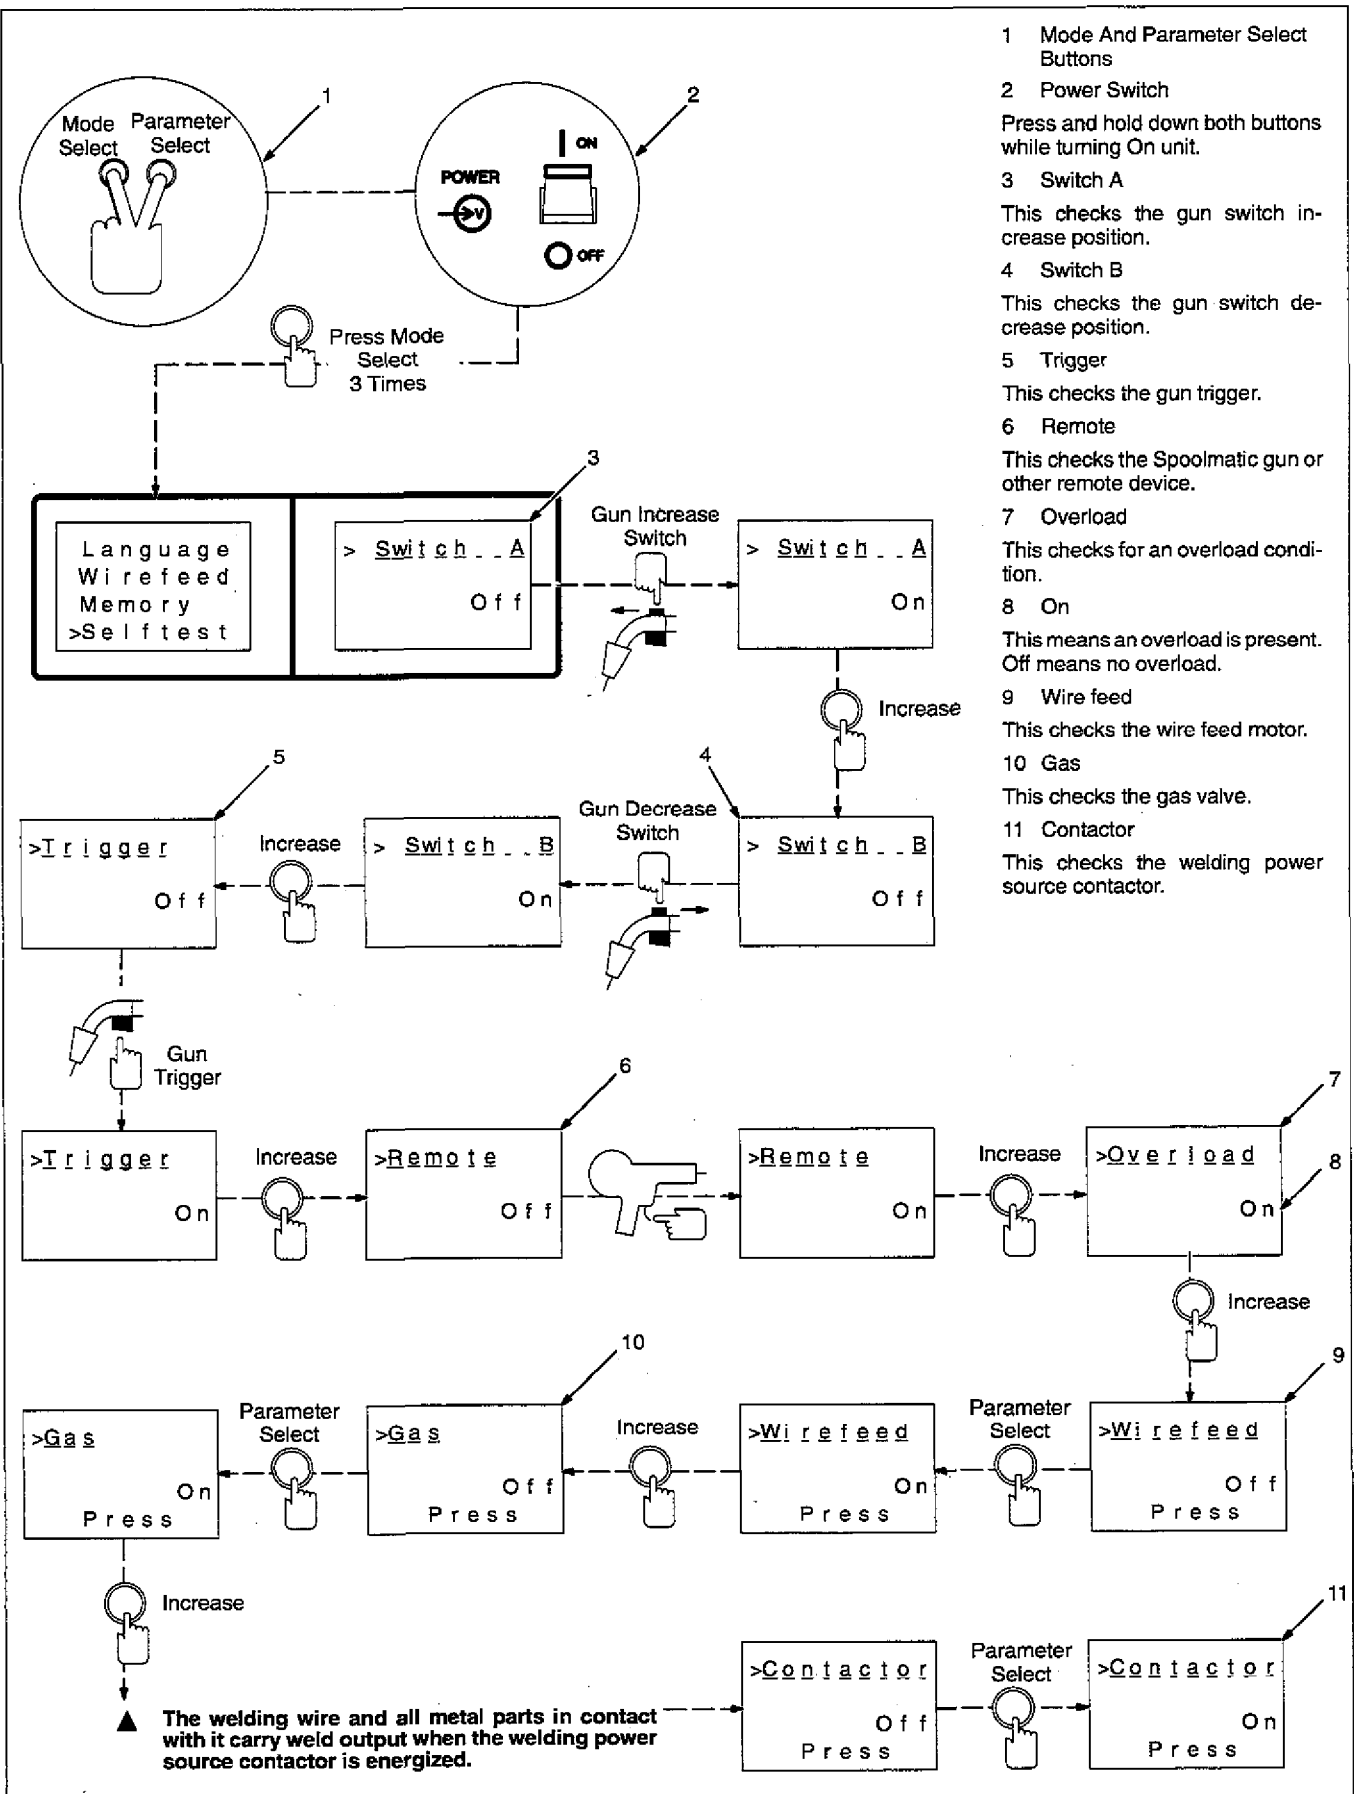 1 Mode And Parameter Select
Buttons
2 Power Switch
Press and hold down both buttons
while turning On unit.
3 Switch A
This checks the gun switch in-
crease position.
4 Switch B
This checks the gun switch de-
crease position.
5 Trigger
This checks the gun trigger.
6 Remote
This checks the Spoolmatic gun or
other remote device.
7 Overload
This checks for an overload condi-
tion.
8 On
This means an overload is present.
Off means no overload.
9 Wire feed
This checks the wire feed motor.
10 Gas
This checks the gas valve.
11 Contactor
This checks the welding power
source contactor.
1
Mode
Select
Parameter
Select
2
POWER
V
ON
OFF
Press Mode
Select
3 Times
Language
Wirefeed
Memory
>Selftest
3
> Switch A
Off
Gun Increase
Switch
> Switch A
On
Increase
4
> Switch B
Off
Gun Decrease
Switch
> Switch B
On
Increase
5
>Trigger
Off
Gun
Trigger
>Trigger
On
Increase
6
>Remote
Off
>Remote
On
Increase
7
>Overload
8
On
Increase
9
>Wirefeed
Off
Press
Parameter
Select
>Wirefeed
On
Press
Increase
10
>Gas
Off
Press
Parameter
Select
>Gas
On
Press
Increase
The welding wire and all metal parts in contact
with it carry weld output when the welding power
source contactor is energized.
>Contactor
Off
Press
Parameter
Select
11
>Contactor
On
Press